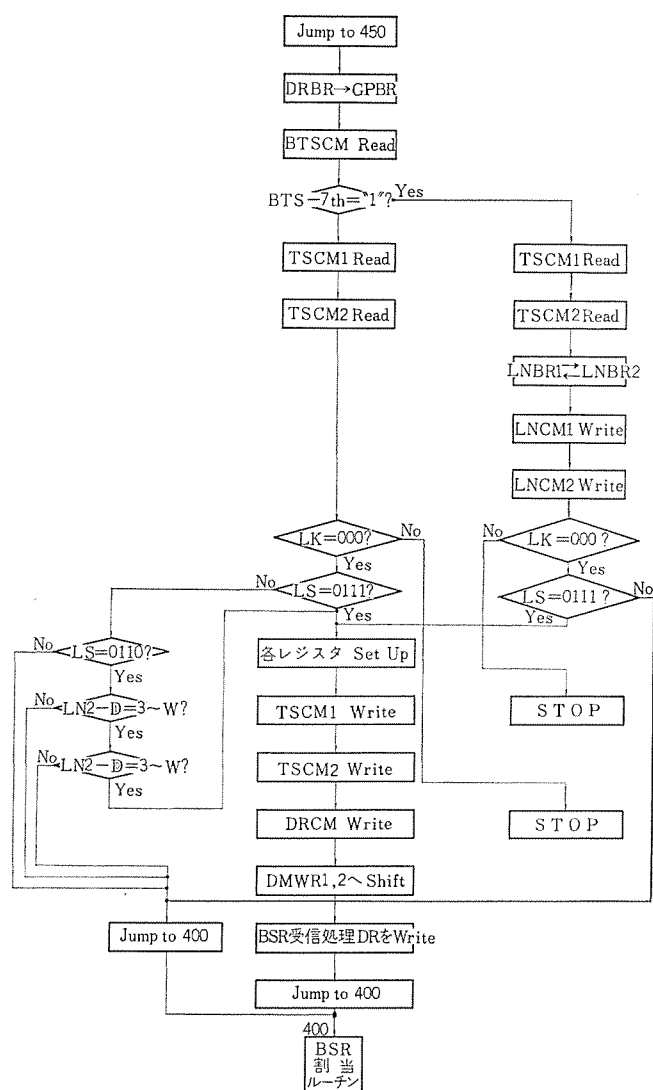 Jump to 450
DRBR→GPBR
BTSCM Read
BTS-7th="1"?
Yes
TSCM1 Read
TSCM2 Read
TSCM1 Read
TSCM2 Read
LNBR1⇄LNBR2
LNCM1 Write
LNCM2 Write
LK=000?
No
Yes
LS=0111?
No
Yes
No
LK=000?
Yes
LS=0111?
No
Yes
LS=0110?
No
Yes
LN2-D=3~W?
No
Yes
LN2-D=3~W?
No
Yes
各レジスタ Set Up
TSCM1 Write
TSCM2 Write
DRCM Write
DMWR1,2へShift
BSR受信処理DRをWrite
Jump to 400
STOP
STOP
Jump to 400
400
BSR
割当
ルーチン